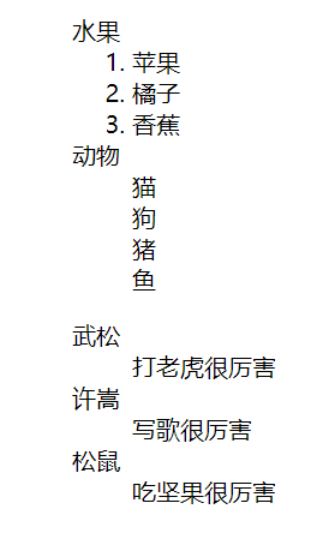 水果
1. 苹果
2. 橘子
3. 香蕉
动物
猫
狗
猪
鱼
武松
打老虎很厉害
许嵩
写歌很厉害
松鼠
吃坚果很厉害